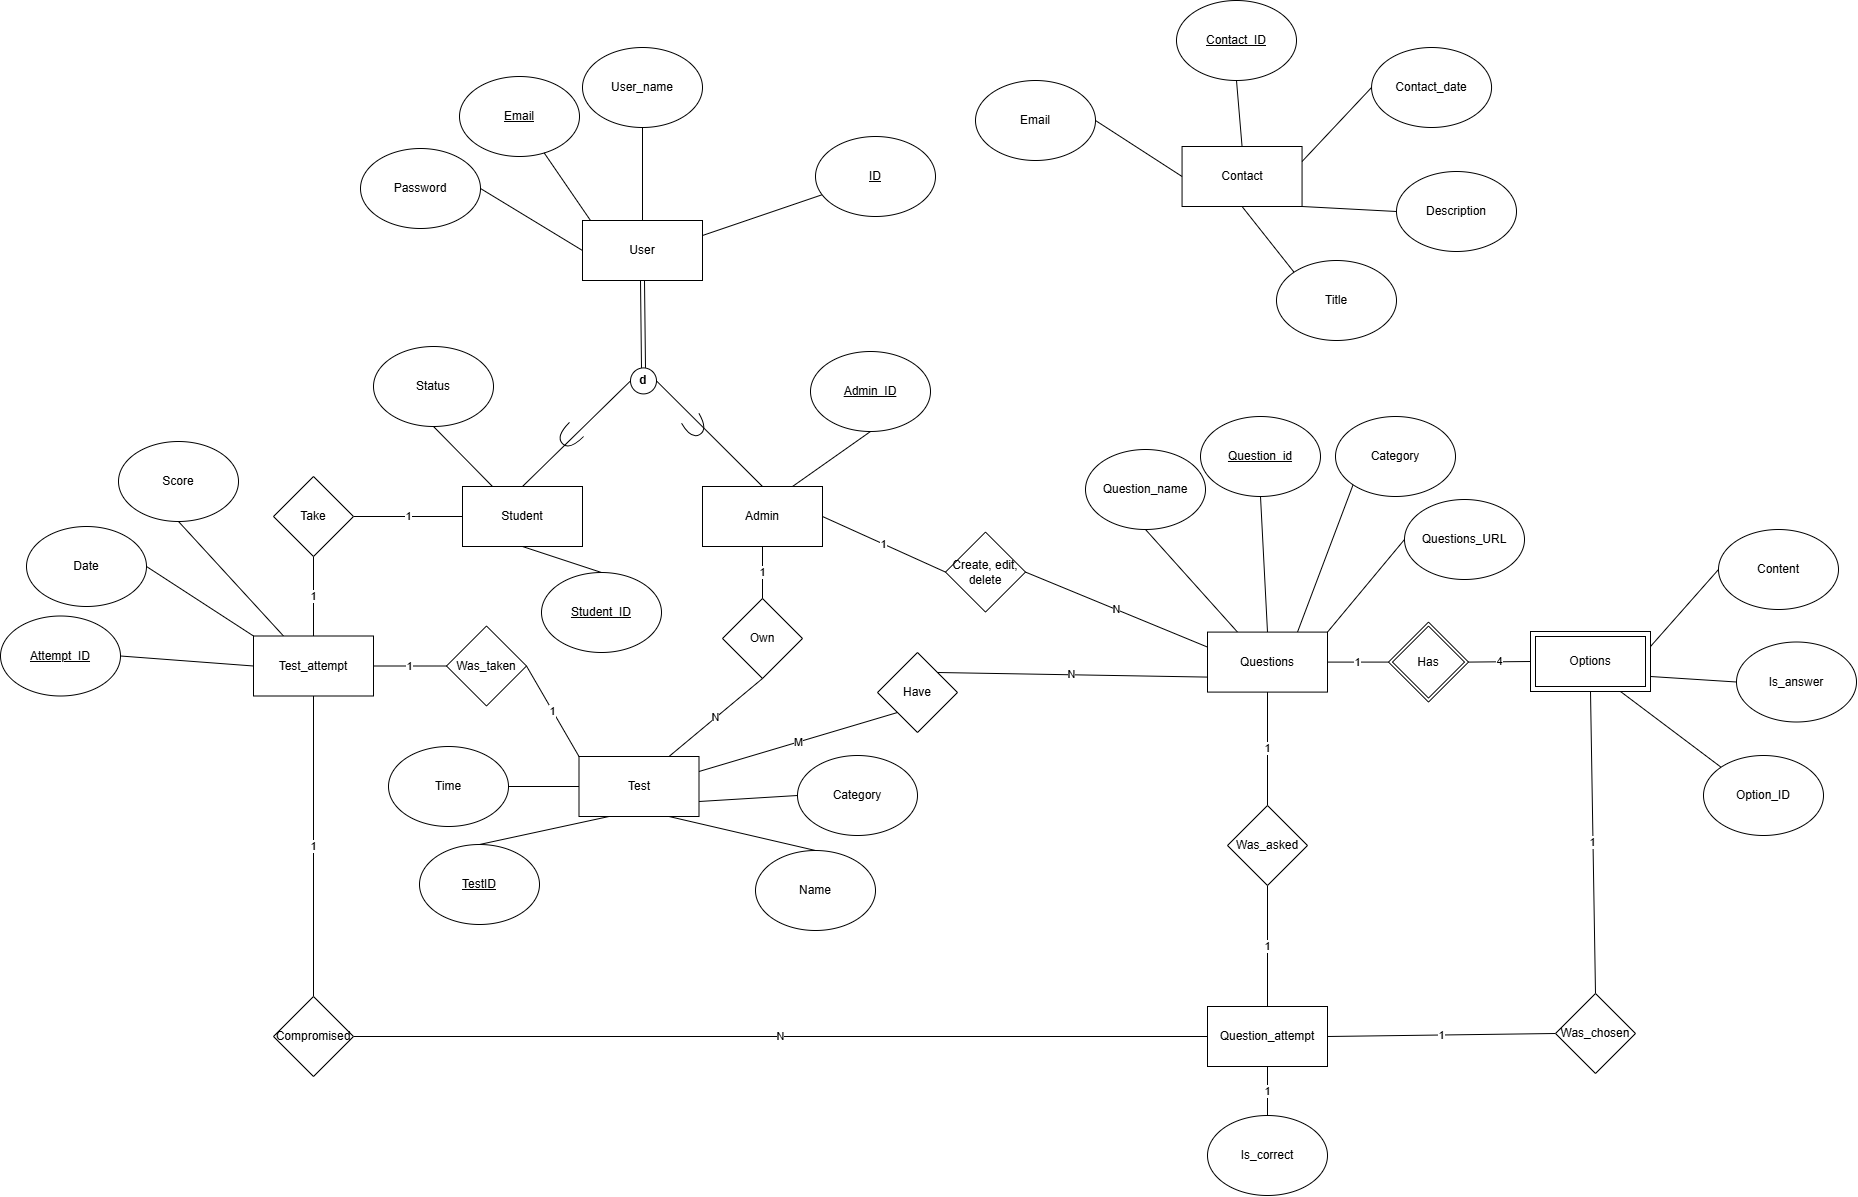 Contact_ID
User_name
Contact_date
Email
Email
ID
Contact
Password
Description
User
Title
d
Status
Admin_ID
Question_id
Category
Score
Question_name
Take
1
Student
Admin
Questions_URL
1
Date
Create, edit,
delete
Content
1
1
N
Student_ID
Own
Attempt_ID
Test_attempt
1
Was_taken
Questions
1
Has
4
Options
N
Is_answer
Have
1
N
M
1
Time
Test
Category
Option_ID
1
1
Was_asked
TestID
Name
1
Compromised
N
Question_attempt
1
Was_chosen
1
Is_correct